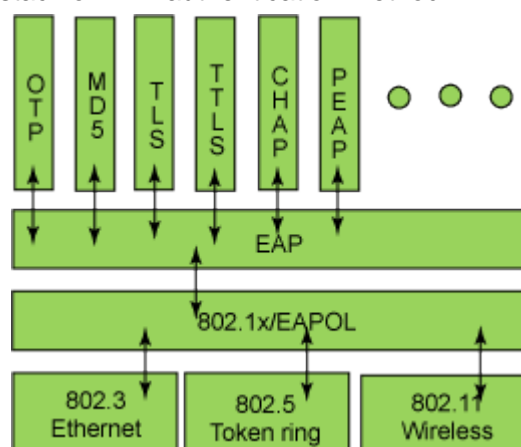 OTP
MD5
TLS
TTLS
CHAP
PEAP
EAP
802.1x/EAPOL
802.3
Ethernet
802.5
Token ring
802.11
Wireless